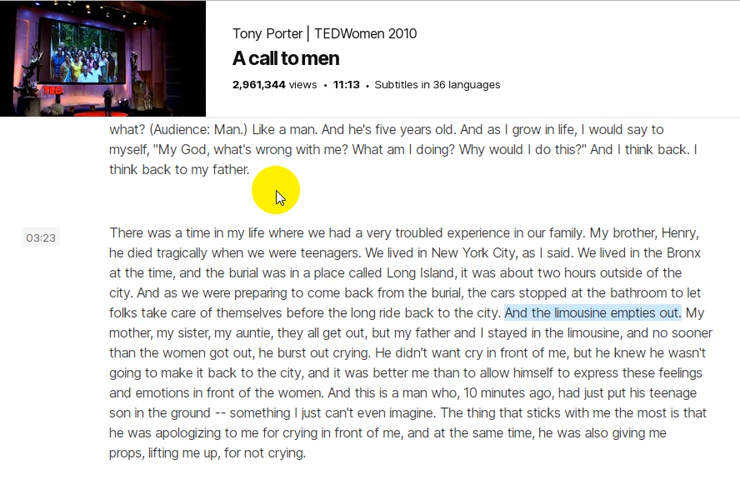 Tony Porter | TEDWomen 2010
A call to men
2,961,344 views • 11:13 • Subtitles in 36 languages
TED
what? (Audience: Man.) Like a man. And he's five years old. And as I grow in life, I would say to
myself, "My God, what's wrong with me? What am I doing? Why would I do this?" And I think back. I
think back to my father.
03:23
There was a time in my life where we had a very troubled experience in our family. My brother, Henry,
he died tragically when we were teenagers. We lived in New York City, as I said. We lived in the Bronx
at the time, and the burial was in a place called Long Island, it was about two hours outside of the
city. And as we were preparing to come back from the burial, the cars stopped at the bathroom to let
folks take care of themselves before the long ride back to the city. And the limousine empties out. My
mother, my sister, my auntie, they all get out, but my father and I stayed in the limousine, and no sooner
than the women got out, he burst out crying. He didn't want cry in front of me, but he knew he wasn't
going to make it back to the city, and it was better me than to allow himself to express these feelings
and emotions in front of the women. And this is a man who, 10 minutes ago, had just put his teenage
son in the ground -- something I just can't even imagine. The thing that sticks with me the most is that
he was apologizing to me for crying in front of me, and at the same time, he was also giving me
props, lifting me up, for not crying.